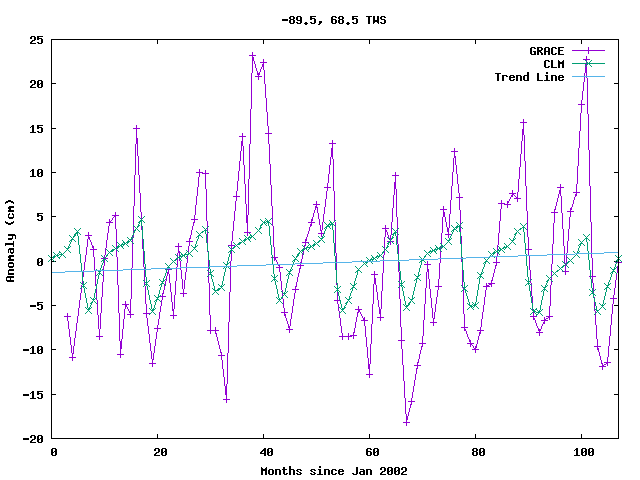 -89.5, 68.5 TWS
GRACE
CLM
Trend Line
25
20
15
10
5
0
-5
-10
-15
-20
Anomaly (cm)
0 20 40 60 80 100
Months since Jan 2002